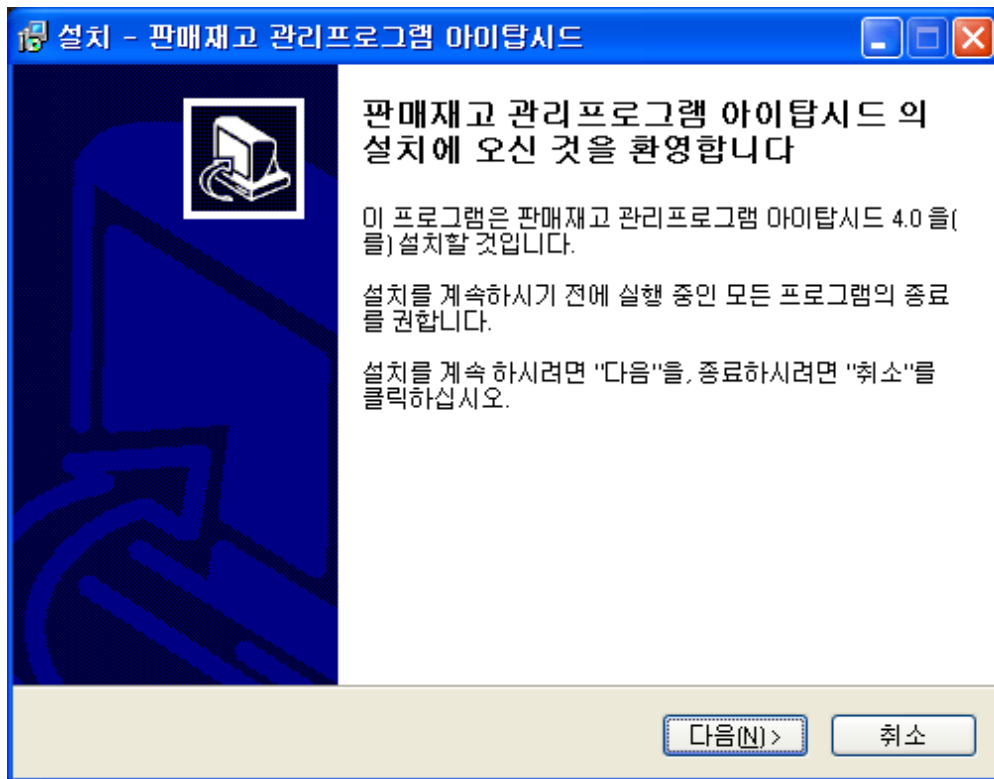 설치 - 판매재고 관리프로그램 아이탑시드
판매재고 관리프로그램 아이탑시드 의
설치에 오신 것을 환영합니다
이 프로그램은 판매재고 관리프로그램 아이탑시드 4.0 을(
를) 설치할 것입니다.
설치를 계속하시기 전에 실행 중인 모든 프로그램의 종료
를 권합니다.
설치를 계속 하시려면 "다음"을, 종료하시려면 "취소"를
클릭하십시오.
다음(N) >
취소